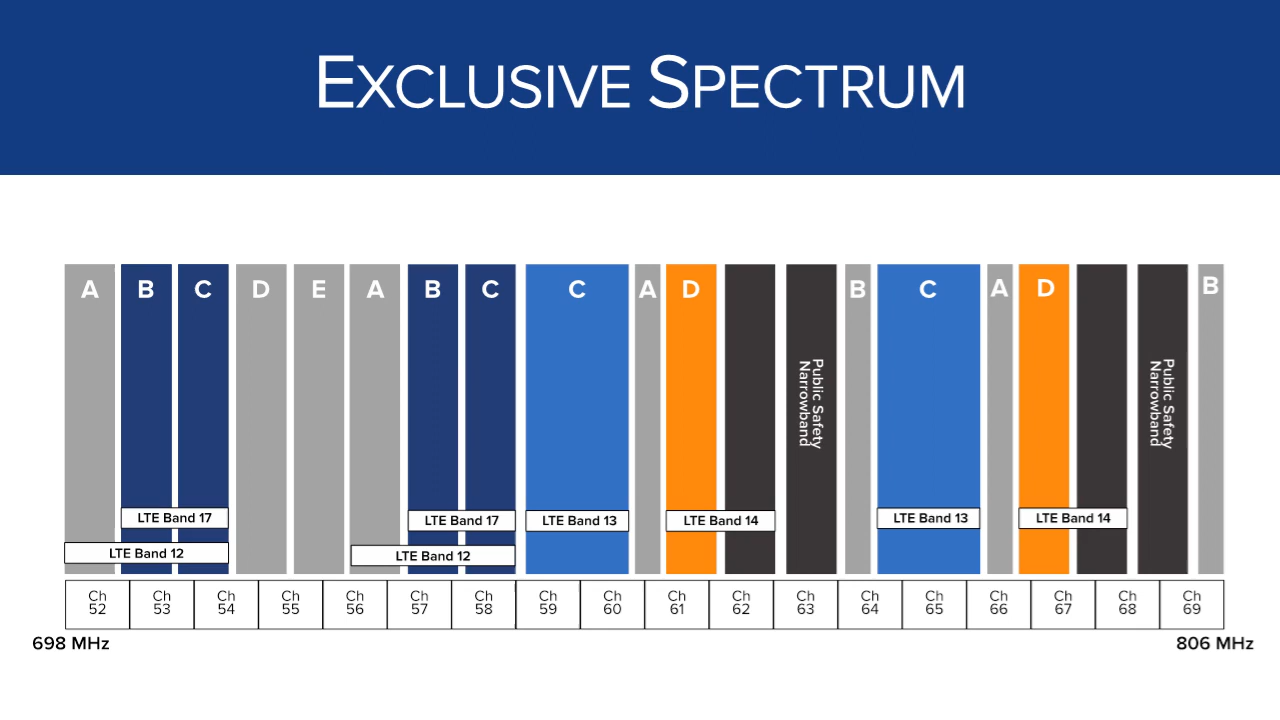 EXCLUSIVE SPECTRUM
A B C D E A B C C A D B C A D B
Public Safety
Narrowband
Public Safety
Narrowband
LTE Band 17
LTE Band 17
LTE Band 13
LTE Band 14
LTE Band 13
LTE Band 14
LTE Band 12
LTE Band 12
Ch
52
Ch
53
Ch
54
Ch
55
Ch
56
Ch
57
Ch
58
Ch
59
Ch
60
Ch
61
Ch
62
Ch
63
Ch
64
Ch
65
Ch
66
Ch
67
Ch
68
Ch
69
698 MHz
806 MHz